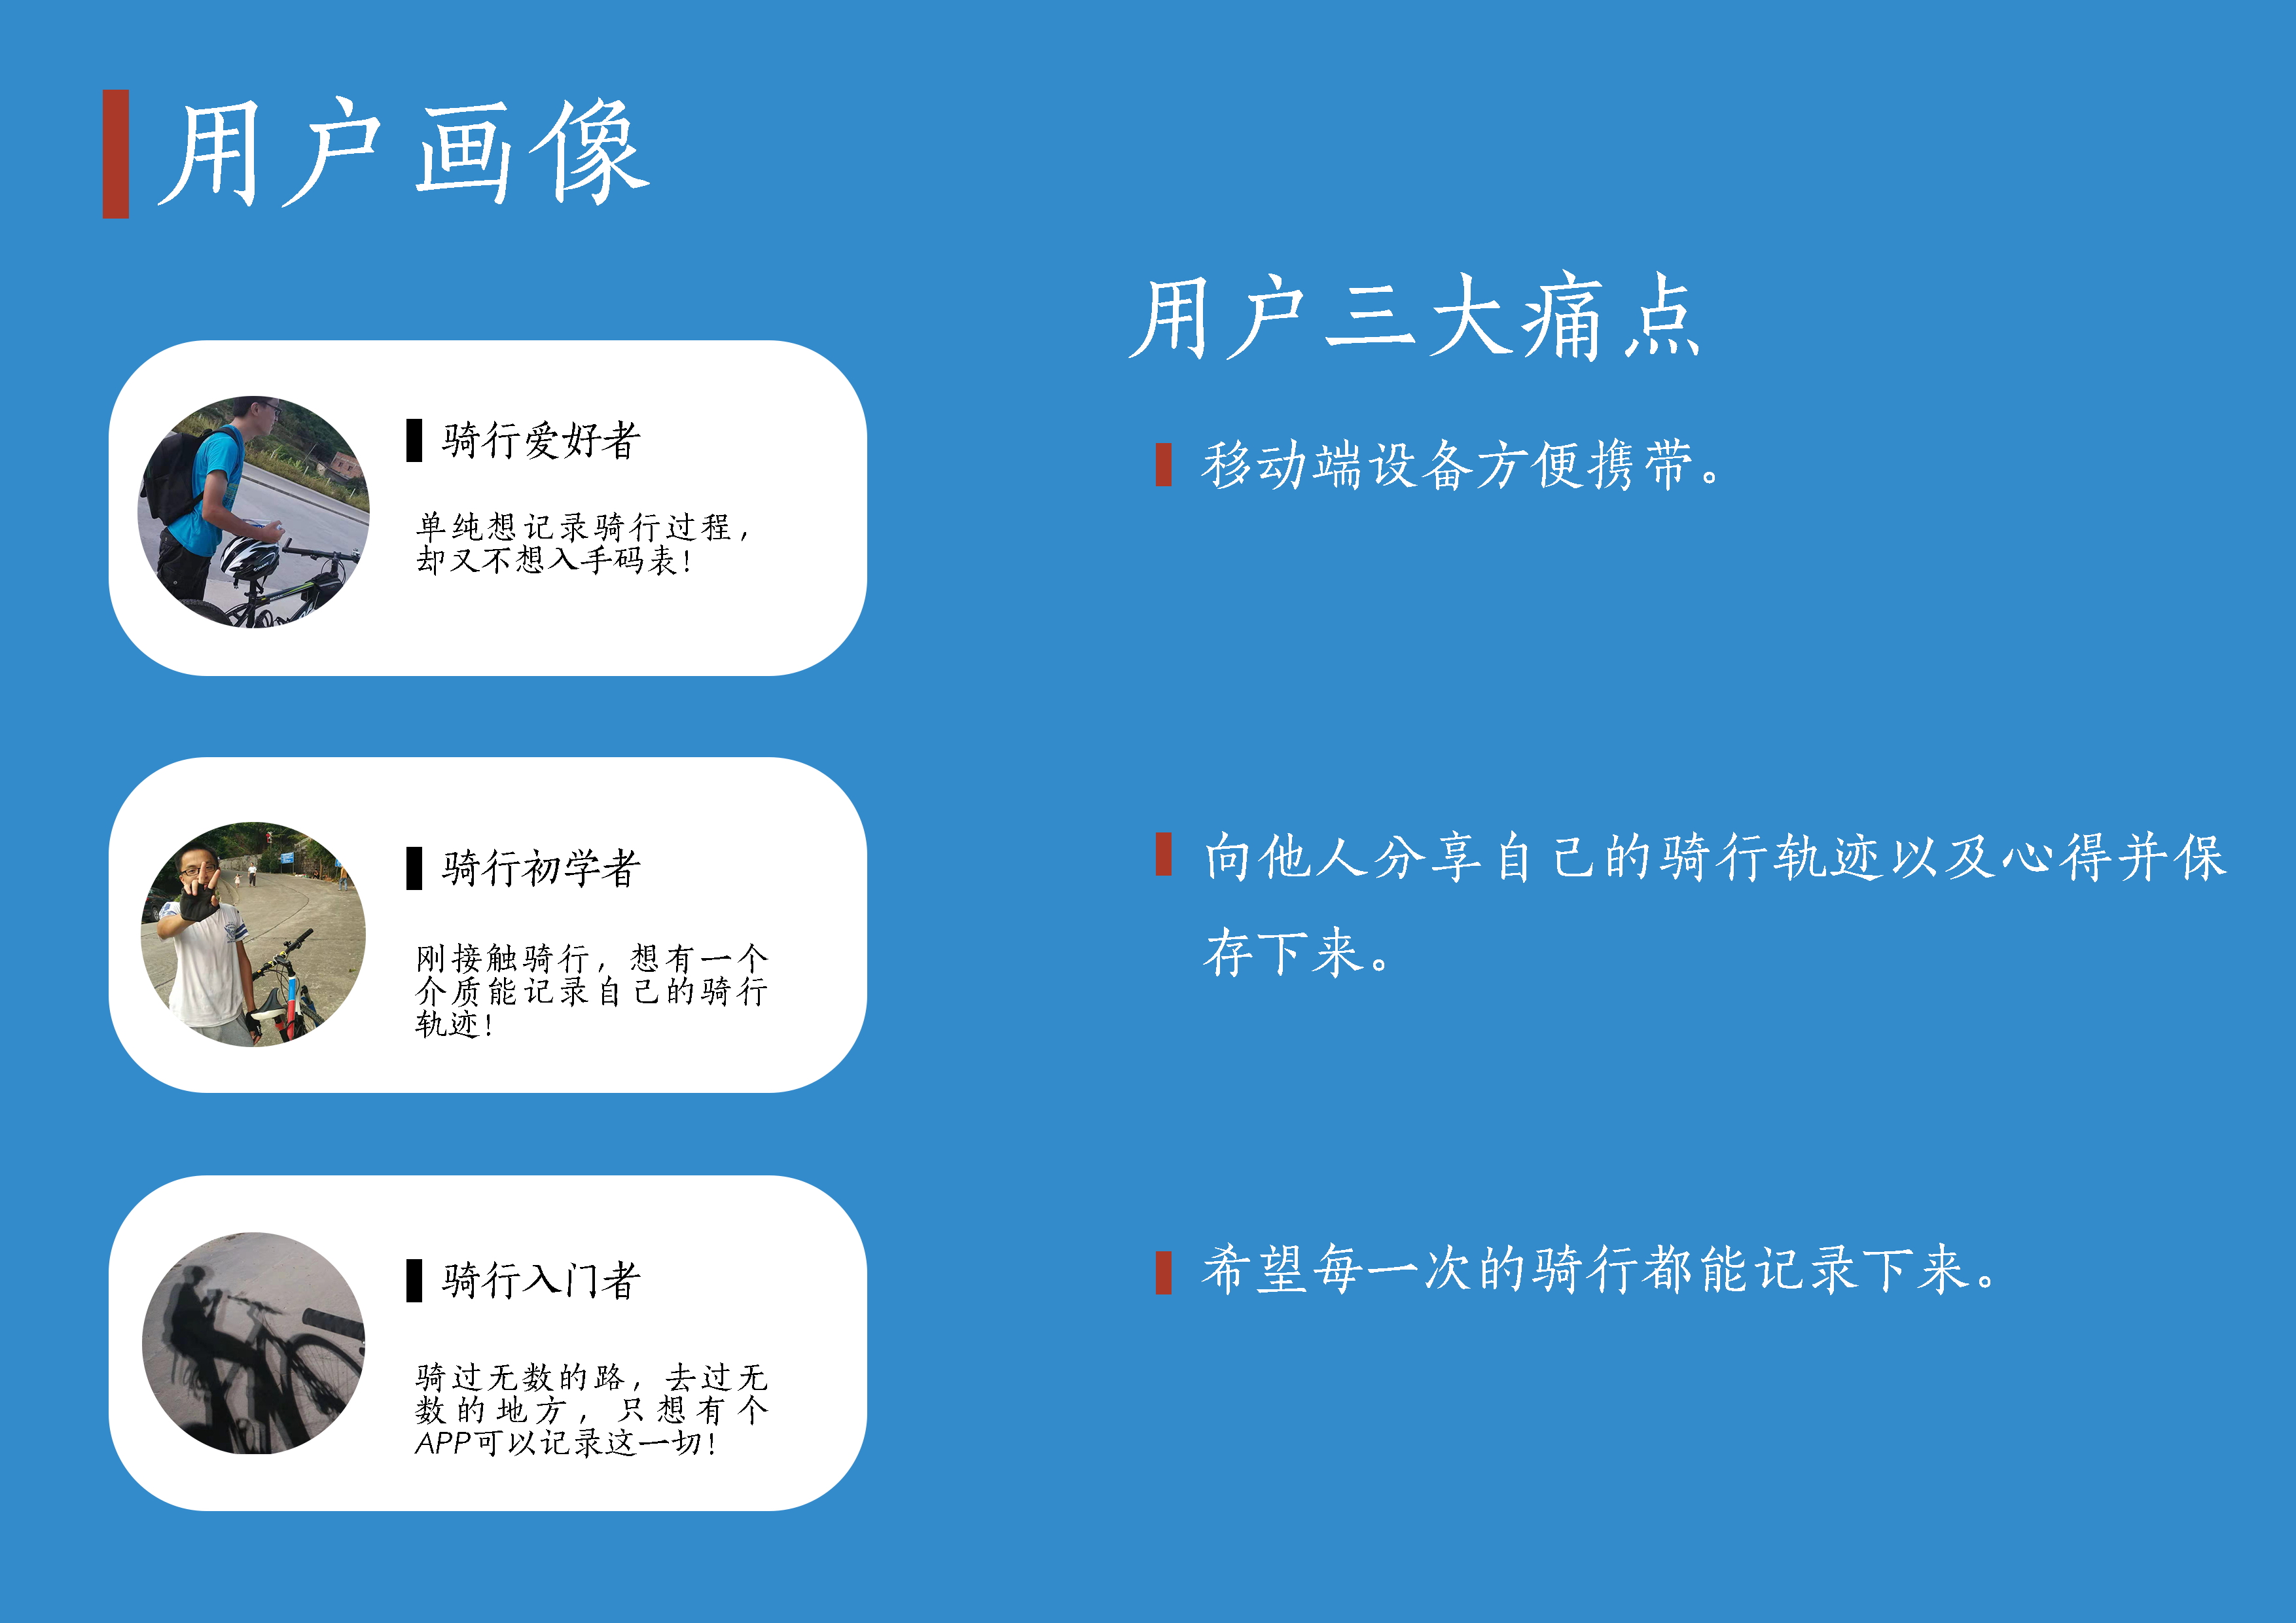 用户画像
用户三大痛点
骑行爱好者
单纯想记录骑行过程，
却又不想入手码表！
移动端设备方便携带。
骑行初学者
刚接触骑行，想有一个
介质能记录自己的骑行
轨迹！
向他人分享自己的骑行轨迹以及心得并保
存下来。
骑行入门者
骑过无数的路，去过无
数的地方，只想有个
APP可以记录这一切！
希望每一次的骑行都能记录下来。